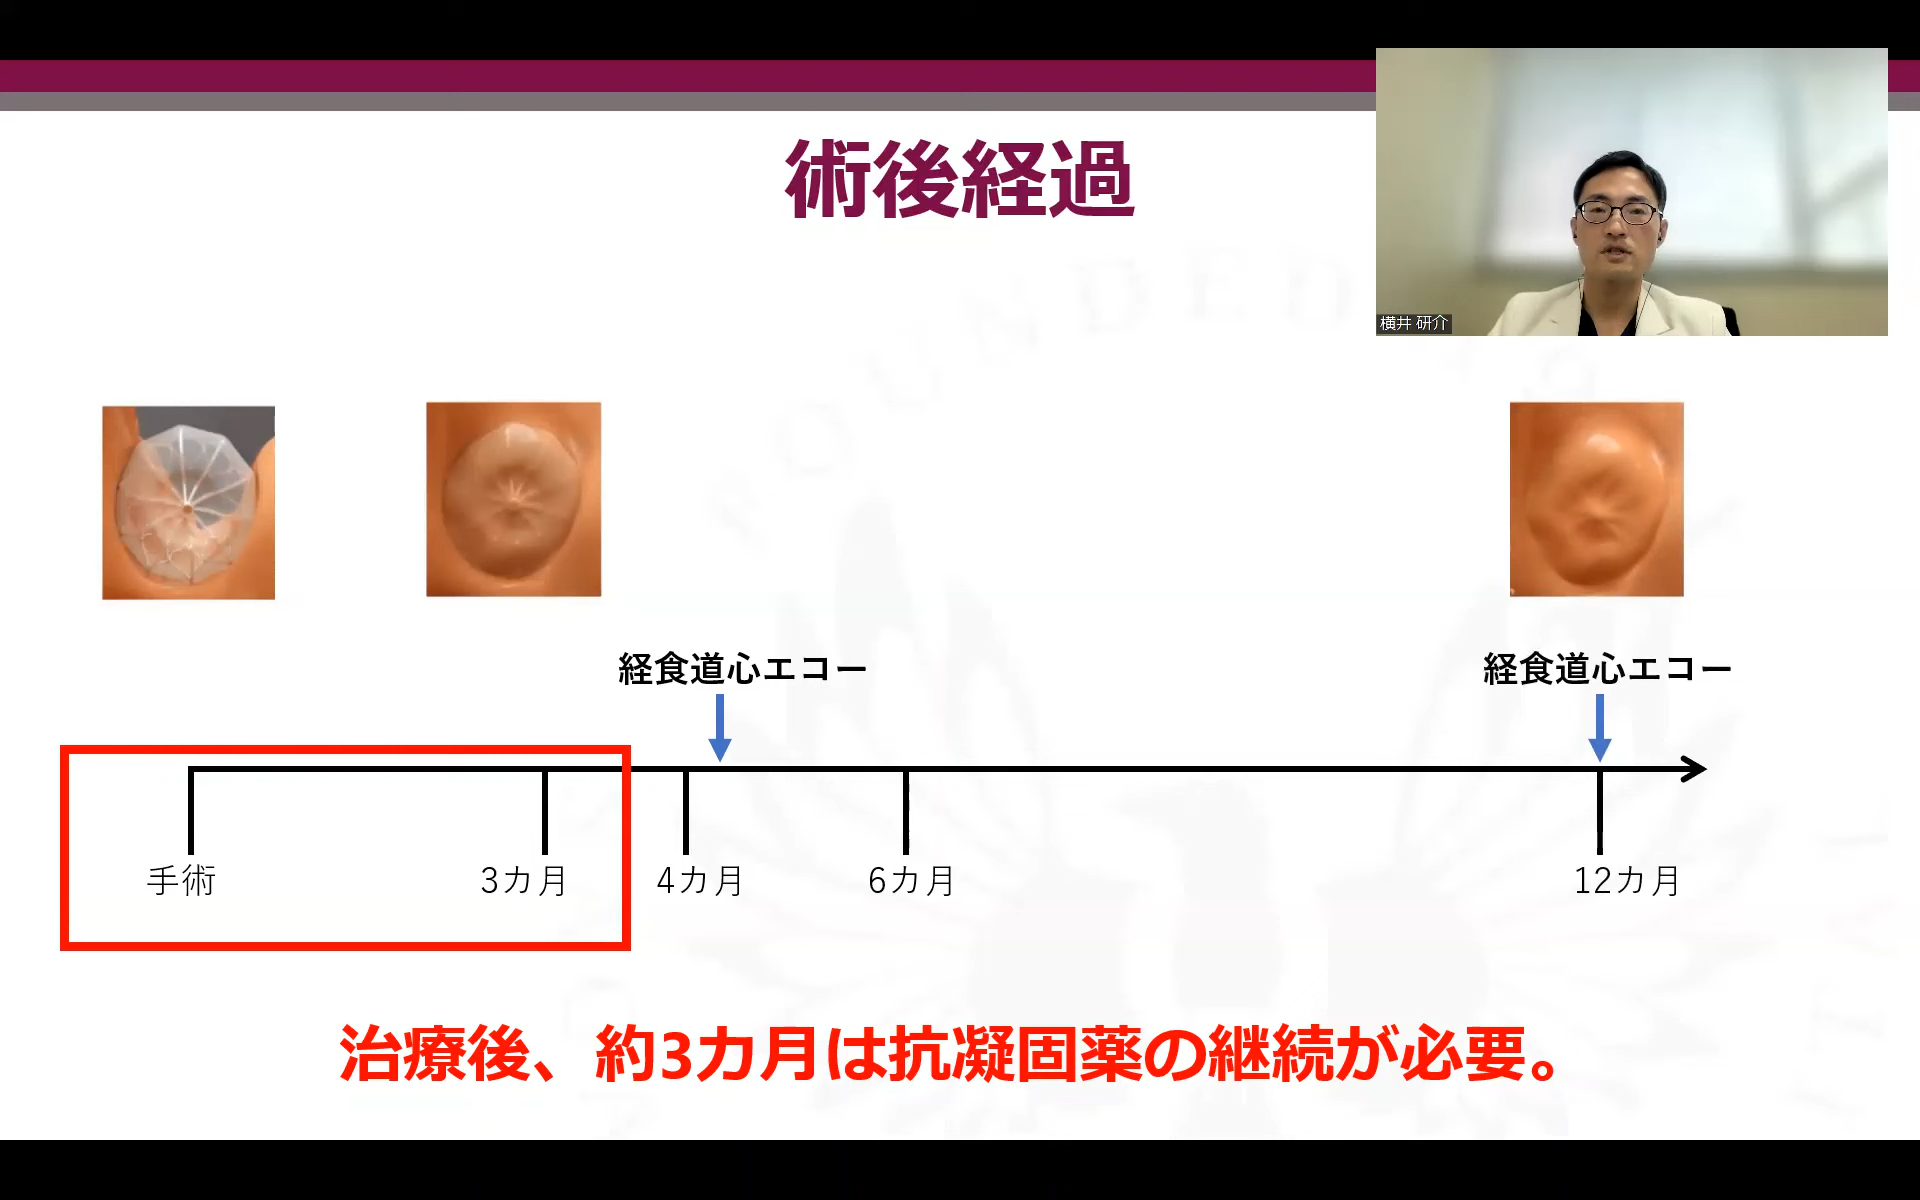 術後経過
横井 研介
経食道心エコー
経食道心エコー
手術
3カ月
4カ月
6カ月
12カ月
治療後、約3カ月は抗凝固薬の継続が必要。
FOUNDED